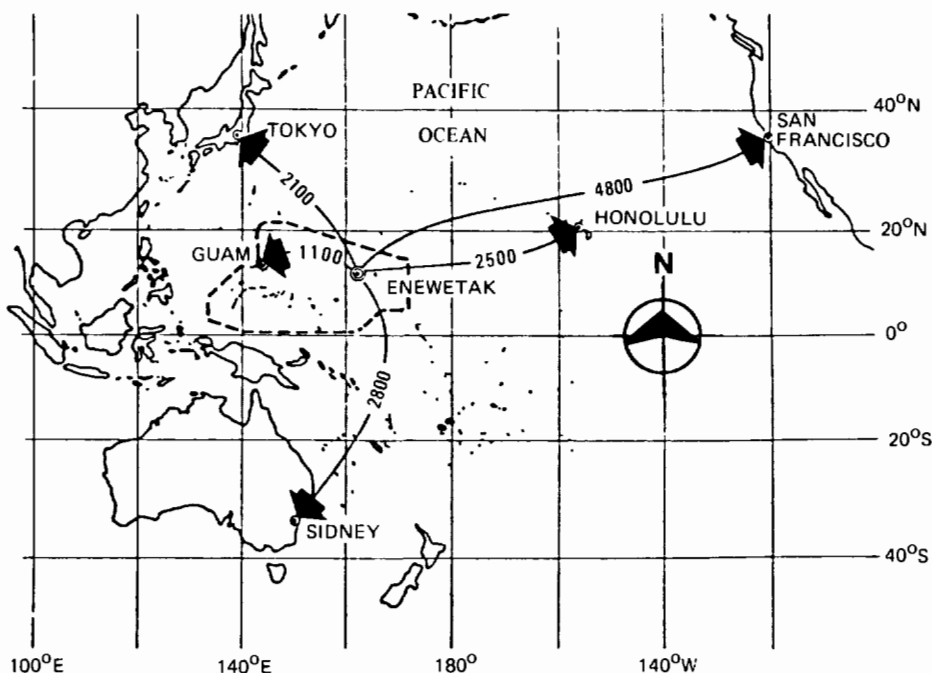 PACIFIC
OCEAN
40°N
TOKYO
SAN
FRANCISCO
2100
4800
HONOLULU
20°N
GUAM
1100
2500
ENEWETAK
N
0°
2800
20°S
SIDNEY
40°S
100°E
140°E
180°
140°W